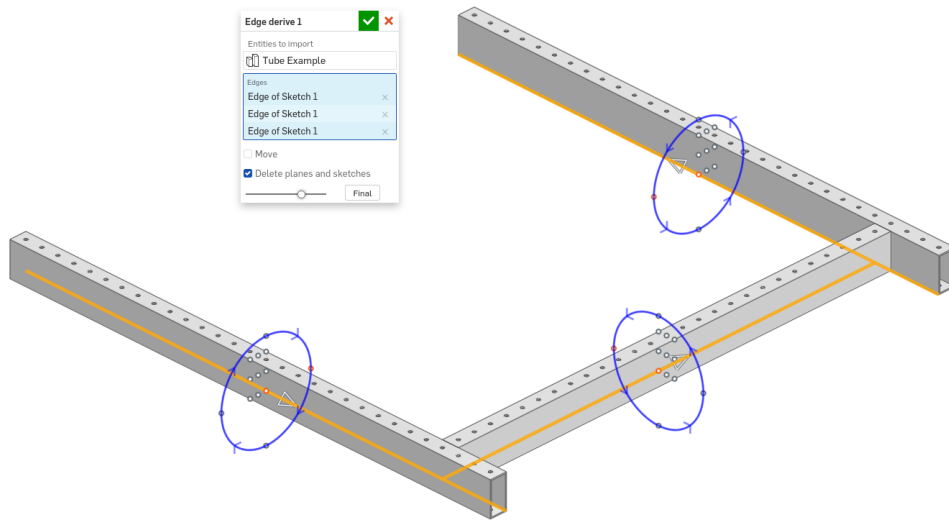 Edge derive 1
Entities to import
Tube Example
Edges
Edge of Sketch 1
Edge of Sketch 1
Edge of Sketch 1
Move
Delete planes and sketches
Final